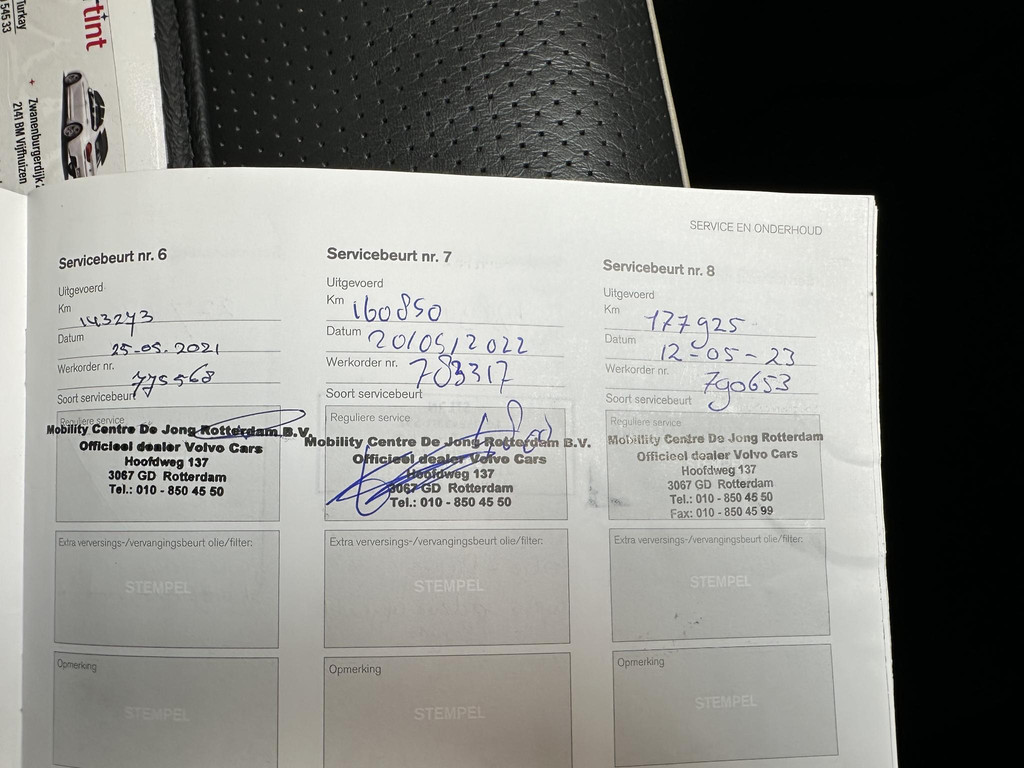 Turkay
545 33
tint
Zwanenburgerdijk
2141 BM Vijfhuizen
SERVICE EN ONDERHOUD
Servicebeurt nr. 6
Uitgevoerd
Km 143273
Datum 25-05-2021
Werkorder nr. 775568
Soort servicebeurt
Reguliere service
Mobility Centre De Jong Rotterdam B.V.
Officieel dealer Volvo Cars
Hoofdweg 137
3067 GD Rotterdam
Tel.: 010 - 850 45 50
Extra verversings-/vervangingsbeurt olie/filter:
STEMPEL
Opmerking
STEMPEL
Servicebeurt nr. 7
Uitgevoerd
Km 160850
Datum 20/05/2022
Werkorder nr. 783317
Soort servicebeurt
Reguliere service
Mobility Centre De Jong Rotterdam B.V.
Officieel dealer Volvo Cars
Hoofdweg 137
3067 GD Rotterdam
Tel.: 010 - 850 45 50
Extra verversings-/vervangingsbeurt olie/filter:
STEMPEL
Opmerking
STEMPEL
Servicebeurt nr. 8
Uitgevoerd
Km 177925
Datum 12-05-23
Werkorder nr. 790653
Soort servicebeurt
Reguliere service
Mobility Centre De Jong Rotterdam
Officieel dealer Volvo Cars
Hoofdweg 137
3067 GD Rotterdam
Tel.: 010 - 850 45 50
Fax: 010 - 850 45 99
Extra verversings-/vervangingsbeurt olie/filter:
STEMPEL
Opmerking
STEMPEL